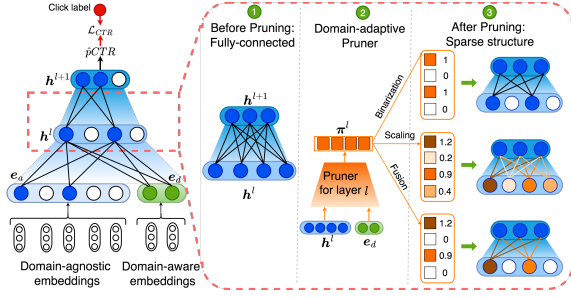 Click label
ℒ_CTR
p̂CTR
h^{l+1}
h^l
e_a
e_d
Domain-agnostic
embeddings
Domain-aware
embeddings
1
Before Pruning:
Fully-connected
h^{l+1}
h^l
2
Domain-adaptive
Pruner
π^l
Pruner
for layer l
h^l
e_d
Binarization
Scaling
Fusion
3
After Pruning:
Sparse structure
1
0
1
0
1.2
0.2
0.9
0.4
1.2
0
0.9
0